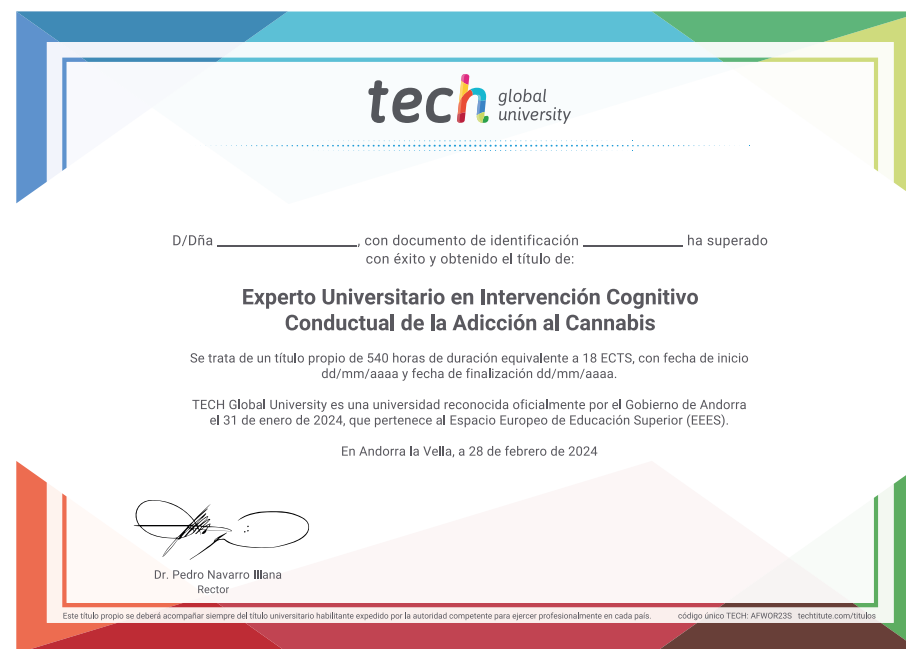 tech global university
D/Dña ____________________, con documento de identificación ______________ ha superado
con éxito y obtenido el título de:
Experto Universitario en Intervención Cognitivo
Conductual de la Adicción al Cannabis
Se trata de un título propio de 540 horas de duración equivalente a 18 ECTS, con fecha de inicio
dd/mm/aaaa y fecha de finalización dd/mm/aaaa.
TECH Global University es una universidad reconocida oficialmente por el Gobierno de Andorra
el 31 de enero de 2024, que pertenece al Espacio Europeo de Educación Superior (EEES).
En Andorra la Vella, a 28 de febrero de 2024
Dr. Pedro Navarro Illana
Rector
Este título propio se deberá acompañar siempre del título universitario habilitante expedido por la autoridad competente para ejercer profesionalmente en cada país. código único TECH: AFWOR23S techtitute.com/titulos